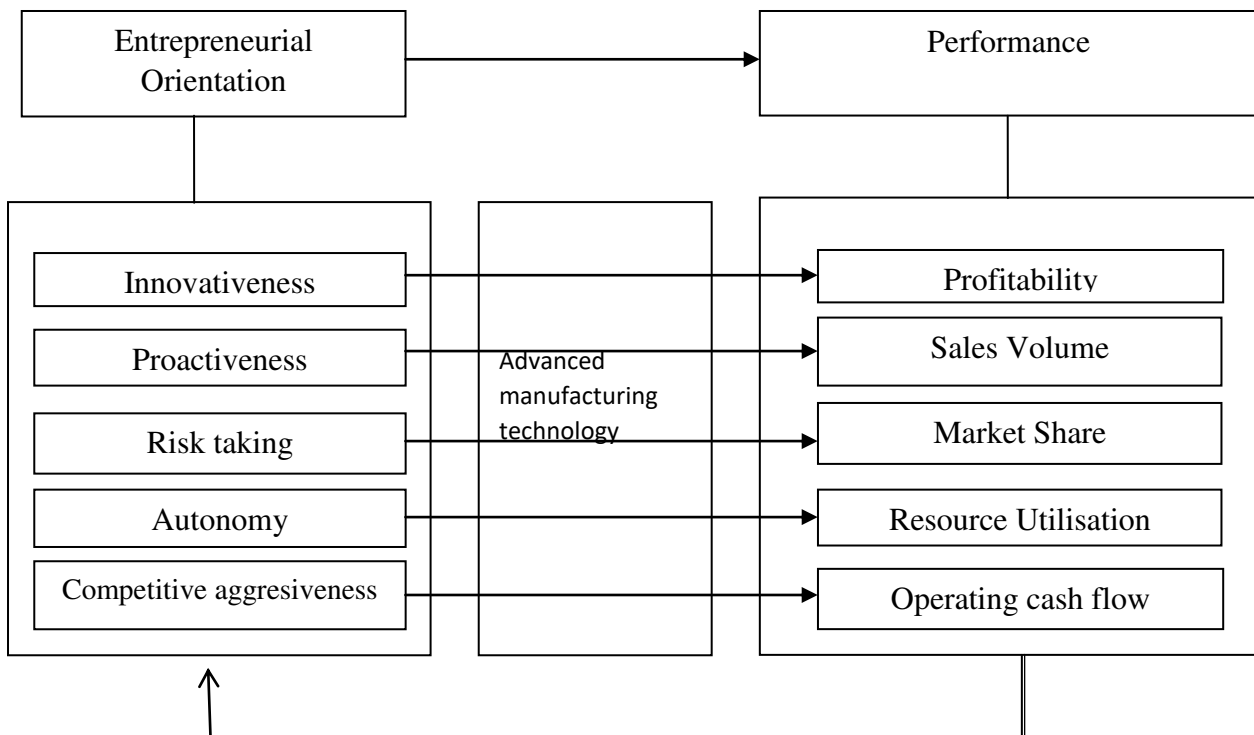 Entrepreneurial
Orientation
Performance
Innovativeness
Profitability
Proactiveness
Sales Volume
Advanced
manufacturing
technology
Risk taking
Market Share
Autonomy
Resource Utilisation
Competitive aggresiveness
Operating cash flow